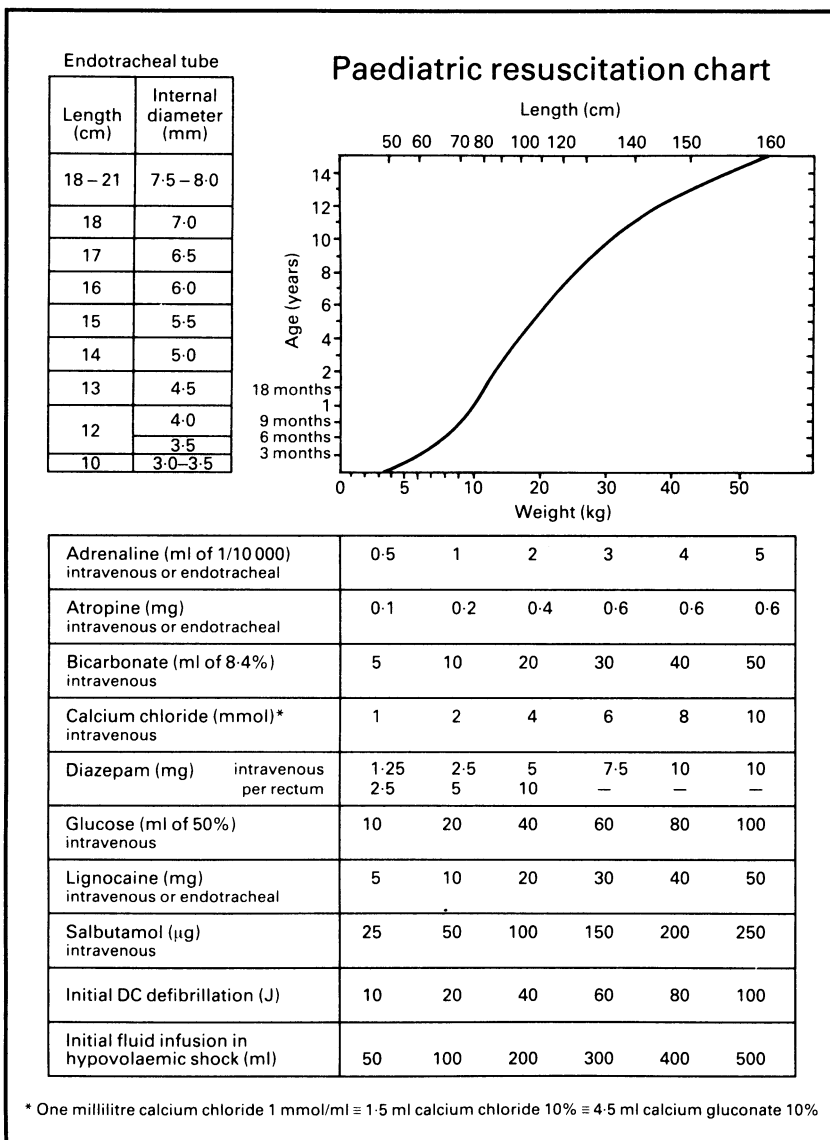 Endotracheal tube
Length (cm) Internal diameter (mm)
18 – 21 7·5 – 8·0
18 7·0
17 6·5
16 6·0
15 5·5
14 5·0
13 4·5
12 4·0
3·5
10 3·0–3·5
Paediatric resuscitation chart
Length (cm)
50 60 70 80 100 120 140 150 160
Age (years)
14
12
10
8
6
4
2
18 months
1
9 months
6 months
3 months
0 5 10 20 30 40 50
Weight (kg)
Adrenaline (ml of 1/10 000) 0·5 1 2 3 4 5
intravenous or endotracheal
Atropine (mg) 0·1 0·2 0·4 0·6 0·6 0·6
intravenous or endotracheal
Bicarbonate (ml of 8·4%) 5 10 20 30 40 50
intravenous
Calcium chloride (mmol)* 1 2 4 6 8 10
intravenous
Diazepam (mg) intravenous 1·25 2·5 5 7·5 10 10
per rectum 2·5 5 10 – – –
Glucose (ml of 50%) 10 20 40 60 80 100
intravenous
Lignocaine (mg) 5 10 20 30 40 50
intravenous or endotracheal
Salbutamol (µg) 25 50 100 150 200 250
intravenous
Initial DC defibrillation (J) 10 20 40 60 80 100
Initial fluid infusion in
hypovolaemic shock (ml) 50 100 200 300 400 500
* One millilitre calcium chloride 1 mmol/ml ≡ 1·5 ml calcium chloride 10% ≡ 4·5 ml calcium gluconate 10%